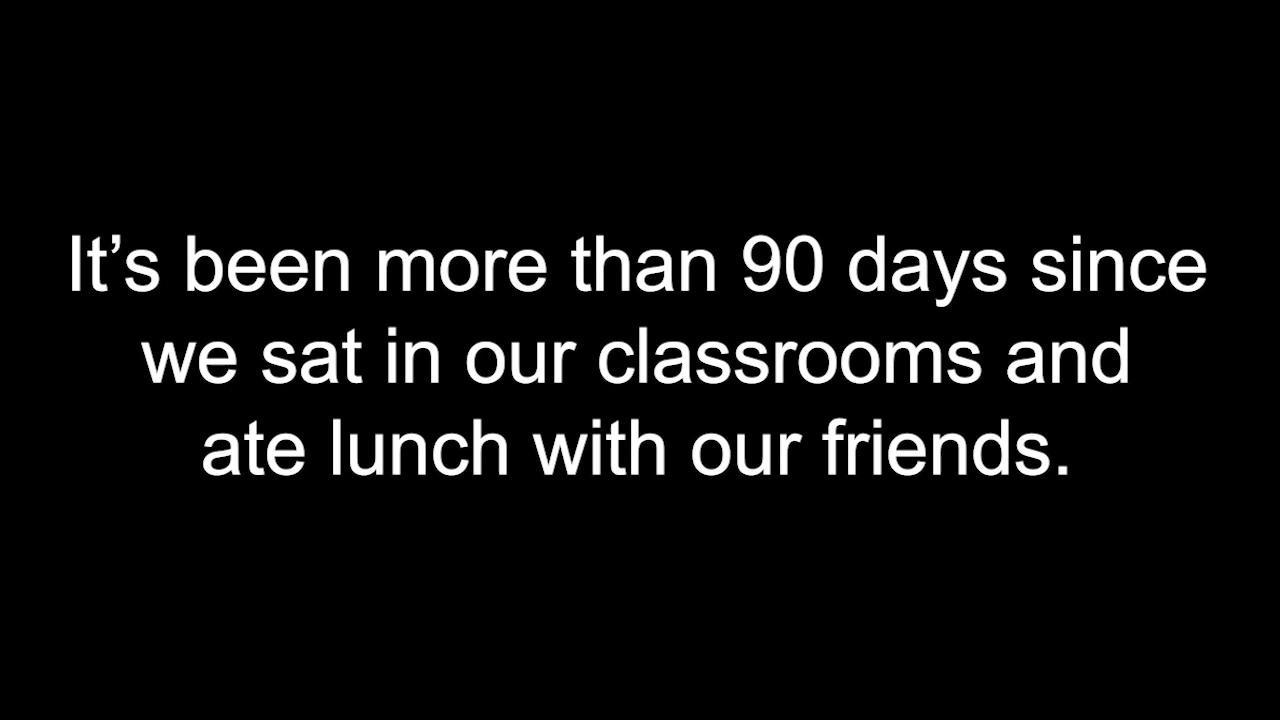 It’s been more than 90 days since
we sat in our classrooms and
ate lunch with our friends.